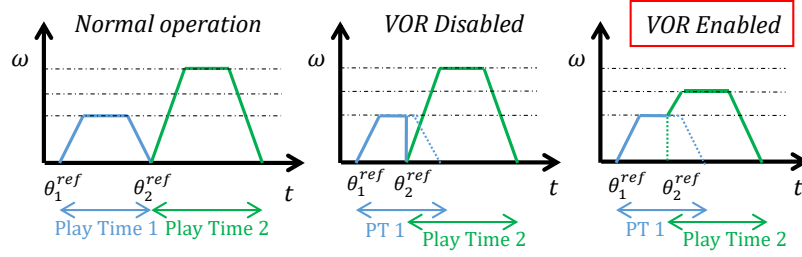 Normal operation
ω
θ₁ʳᵉᶠ
θ₂ʳᵉᶠ
t
Play Time 1
Play Time 2
VOR Disabled
ω
θ₁ʳᵉᶠ
θ₂ʳᵉᶠ
t
PT 1
Play Time 2
VOR Enabled
ω
θ₁ʳᵉᶠ
θ₂ʳᵉᶠ
t
PT 1
Play Time 2